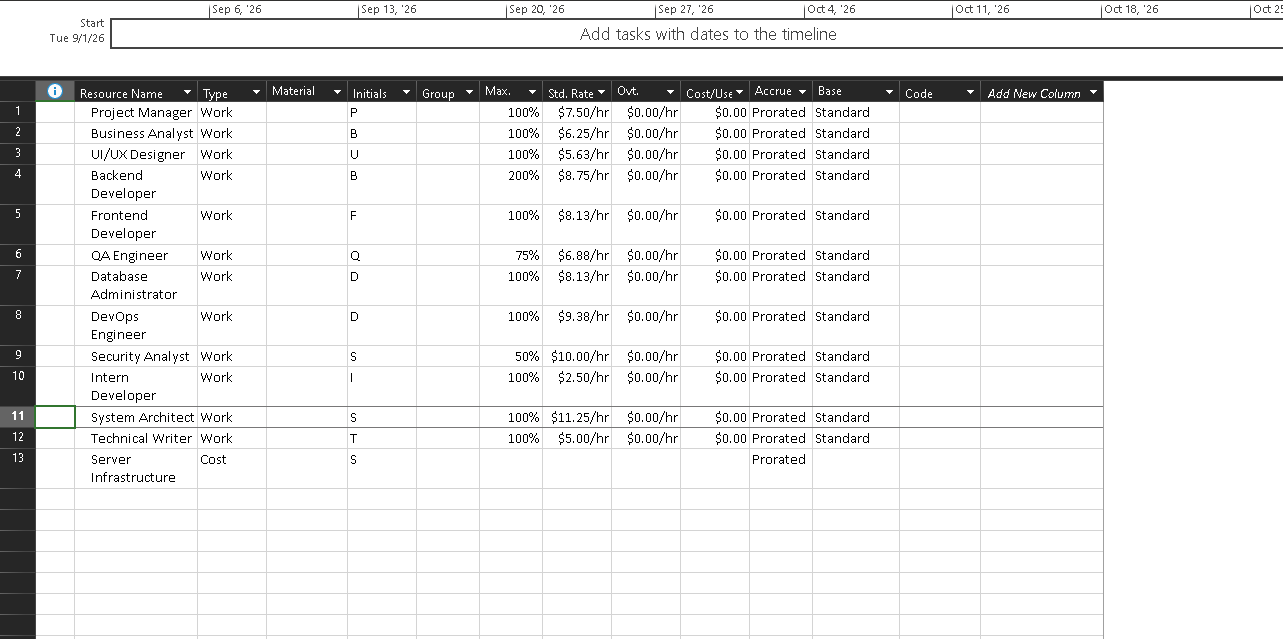 Sep 6, '26 Sep 13, '26 Sep 20, '26 Sep 27, '26 Oct 4, '26 Oct 11, '26 Oct 18, '26 Oct 25
Start
Tue 9/1/26
Add tasks with dates to the timeline
Resource Name Type Material Initials Group Max. Std. Rate Ovt. Cost/Use Accrue Base Code Add New Column
1 Project Manager Work P 100% $7.50/hr $0.00/hr $0.00 Prorated Standard
2 Business Analyst Work B 100% $6.25/hr $0.00/hr $0.00 Prorated Standard
3 UI/UX Designer Work U 100% $5.63/hr $0.00/hr $0.00 Prorated Standard
4 Backend Work B 200% $8.75/hr $0.00/hr $0.00 Prorated Standard
Developer
5 Frontend Work F 100% $8.13/hr $0.00/hr $0.00 Prorated Standard
Developer
6 QA Engineer Work Q 75% $6.88/hr $0.00/hr $0.00 Prorated Standard
7 Database Work D 100% $8.13/hr $0.00/hr $0.00 Prorated Standard
Administrator
8 DevOps Work D 100% $9.38/hr $0.00/hr $0.00 Prorated Standard
Engineer
9 Security Analyst Work S 50% $10.00/hr $0.00/hr $0.00 Prorated Standard
10 Intern Work I 100% $2.50/hr $0.00/hr $0.00 Prorated Standard
Developer
11 System Architect Work S 100% $11.25/hr $0.00/hr $0.00 Prorated Standard
12 Technical Writer Work T 100% $5.00/hr $0.00/hr $0.00 Prorated Standard
13 Server Cost S Prorated
Infrastructure